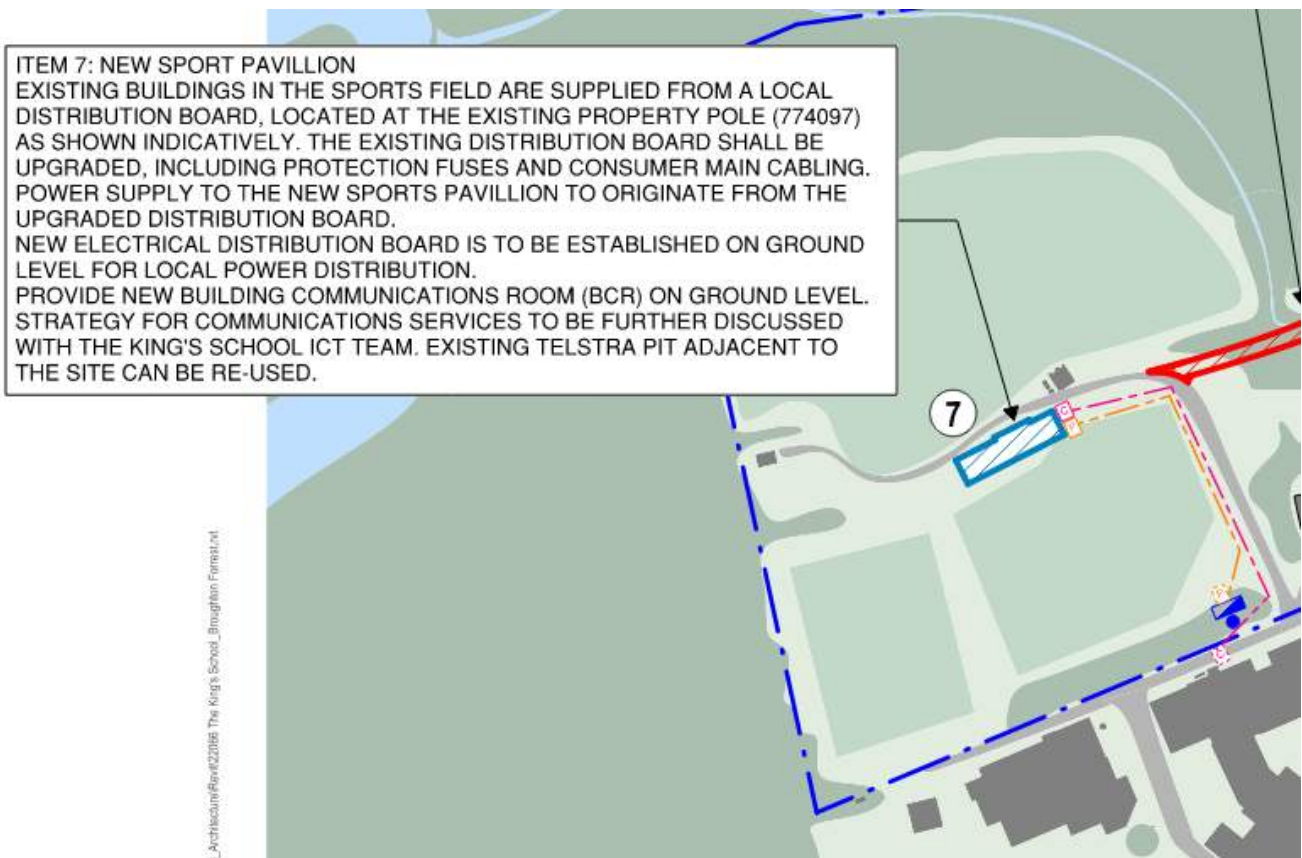 ITEM 7: NEW SPORT PAVILLION
EXISTING BUILDINGS IN THE SPORTS FIELD ARE SUPPLIED FROM A LOCAL
DISTRIBUTION BOARD, LOCATED AT THE EXISTING PROPERTY POLE (774097)
AS SHOWN INDICATIVELY. THE EXISTING DISTRIBUTION BOARD SHALL BE
UPGRADED, INCLUDING PROTECTION FUSES AND CONSUMER MAIN CABLING.
POWER SUPPLY TO THE NEW SPORTS PAVILLION TO ORIGINATE FROM THE
UPGRADED DISTRIBUTION BOARD.
NEW ELECTRICAL DISTRIBUTION BOARD IS TO BE ESTABLISHED ON GROUND
LEVEL FOR LOCAL POWER DISTRIBUTION.
PROVIDE NEW BUILDING COMMUNICATIONS ROOM (BCR) ON GROUND LEVEL.
STRATEGY FOR COMMUNICATIONS SERVICES TO BE FURTHER DISCUSSED
WITH THE KING'S SCHOOL ICT TEAM. EXISTING TELSTRA PIT ADJACENT TO
THE SITE CAN BE RE-USED.
7
C
P
P
C
_Architecture\Revit\22066 The King's School_Broughton Forrest.rvt